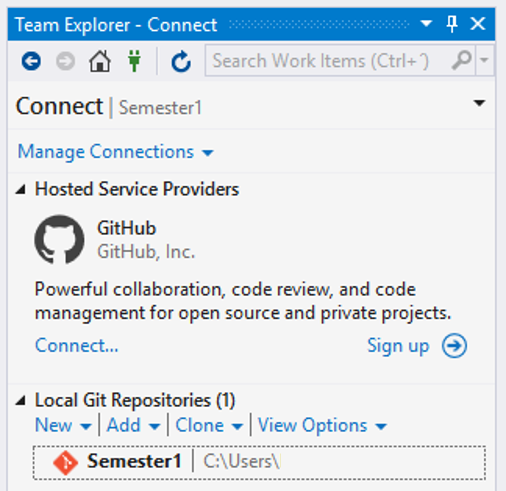 Team Explorer - Connect
Search Work Items (Ctrl+´)
Connect | Semester1
Manage Connections
Hosted Service Providers
GitHub
GitHub, Inc.
Powerful collaboration, code review, and code
management for open source and private projects.
Connect... Sign up
Local Git Repositories (1)
New | Add | Clone | View Options
Semester1 | C:\Users\